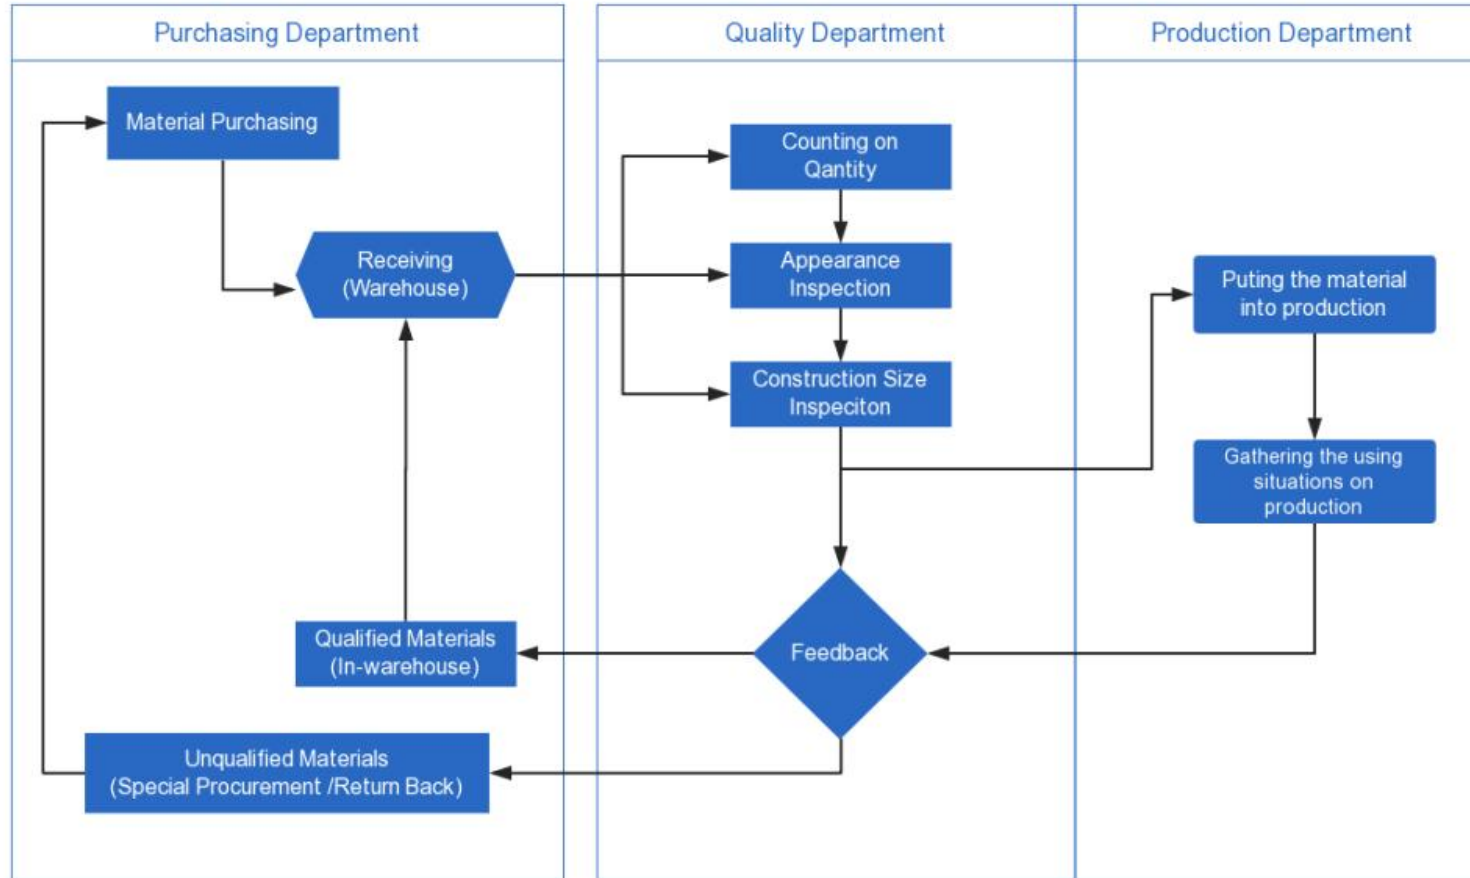 Purchasing Department
Quality Department
Production Department
Material Purchasing
Receiving
(Warehouse)
Qualified Materials
(In-warehouse)
Unqualified Materials
(Special Procurement /Return Back)
Counting on
Qantity
Appearance
Inspection
Construction Size
Inspeciton
Feedback
Puting the material
into production
Gathering the using
situations on
production